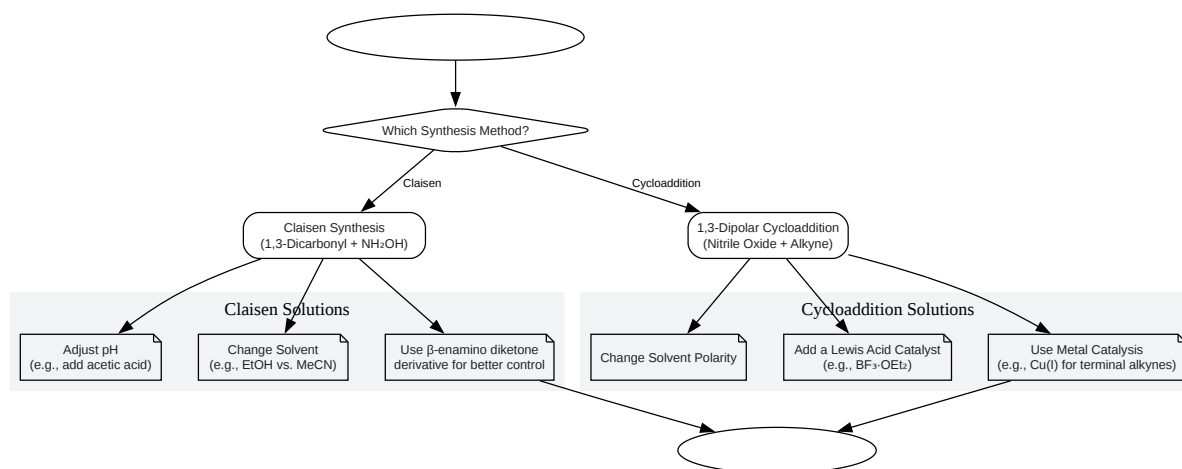 Which Synthesis Method?
Claisen
Cycloaddition
Claisen Synthesis
(1,3-Dicarbonyl + NH₂OH)
1,3-Dipolar Cycloaddition
(Nitrile Oxide + Alkyne)
Claisen Solutions
Adjust pH
(e.g., add acetic acid)
Change Solvent
(e.g., EtOH vs. MeCN)
Use β-enamino diketone
derivative for better control
Cycloaddition Solutions
Change Solvent Polarity
Add a Lewis Acid Catalyst
(e.g., BF₃·OEt₂)
Use Metal Catalysis
(e.g., Cu(I) for terminal alkynes)